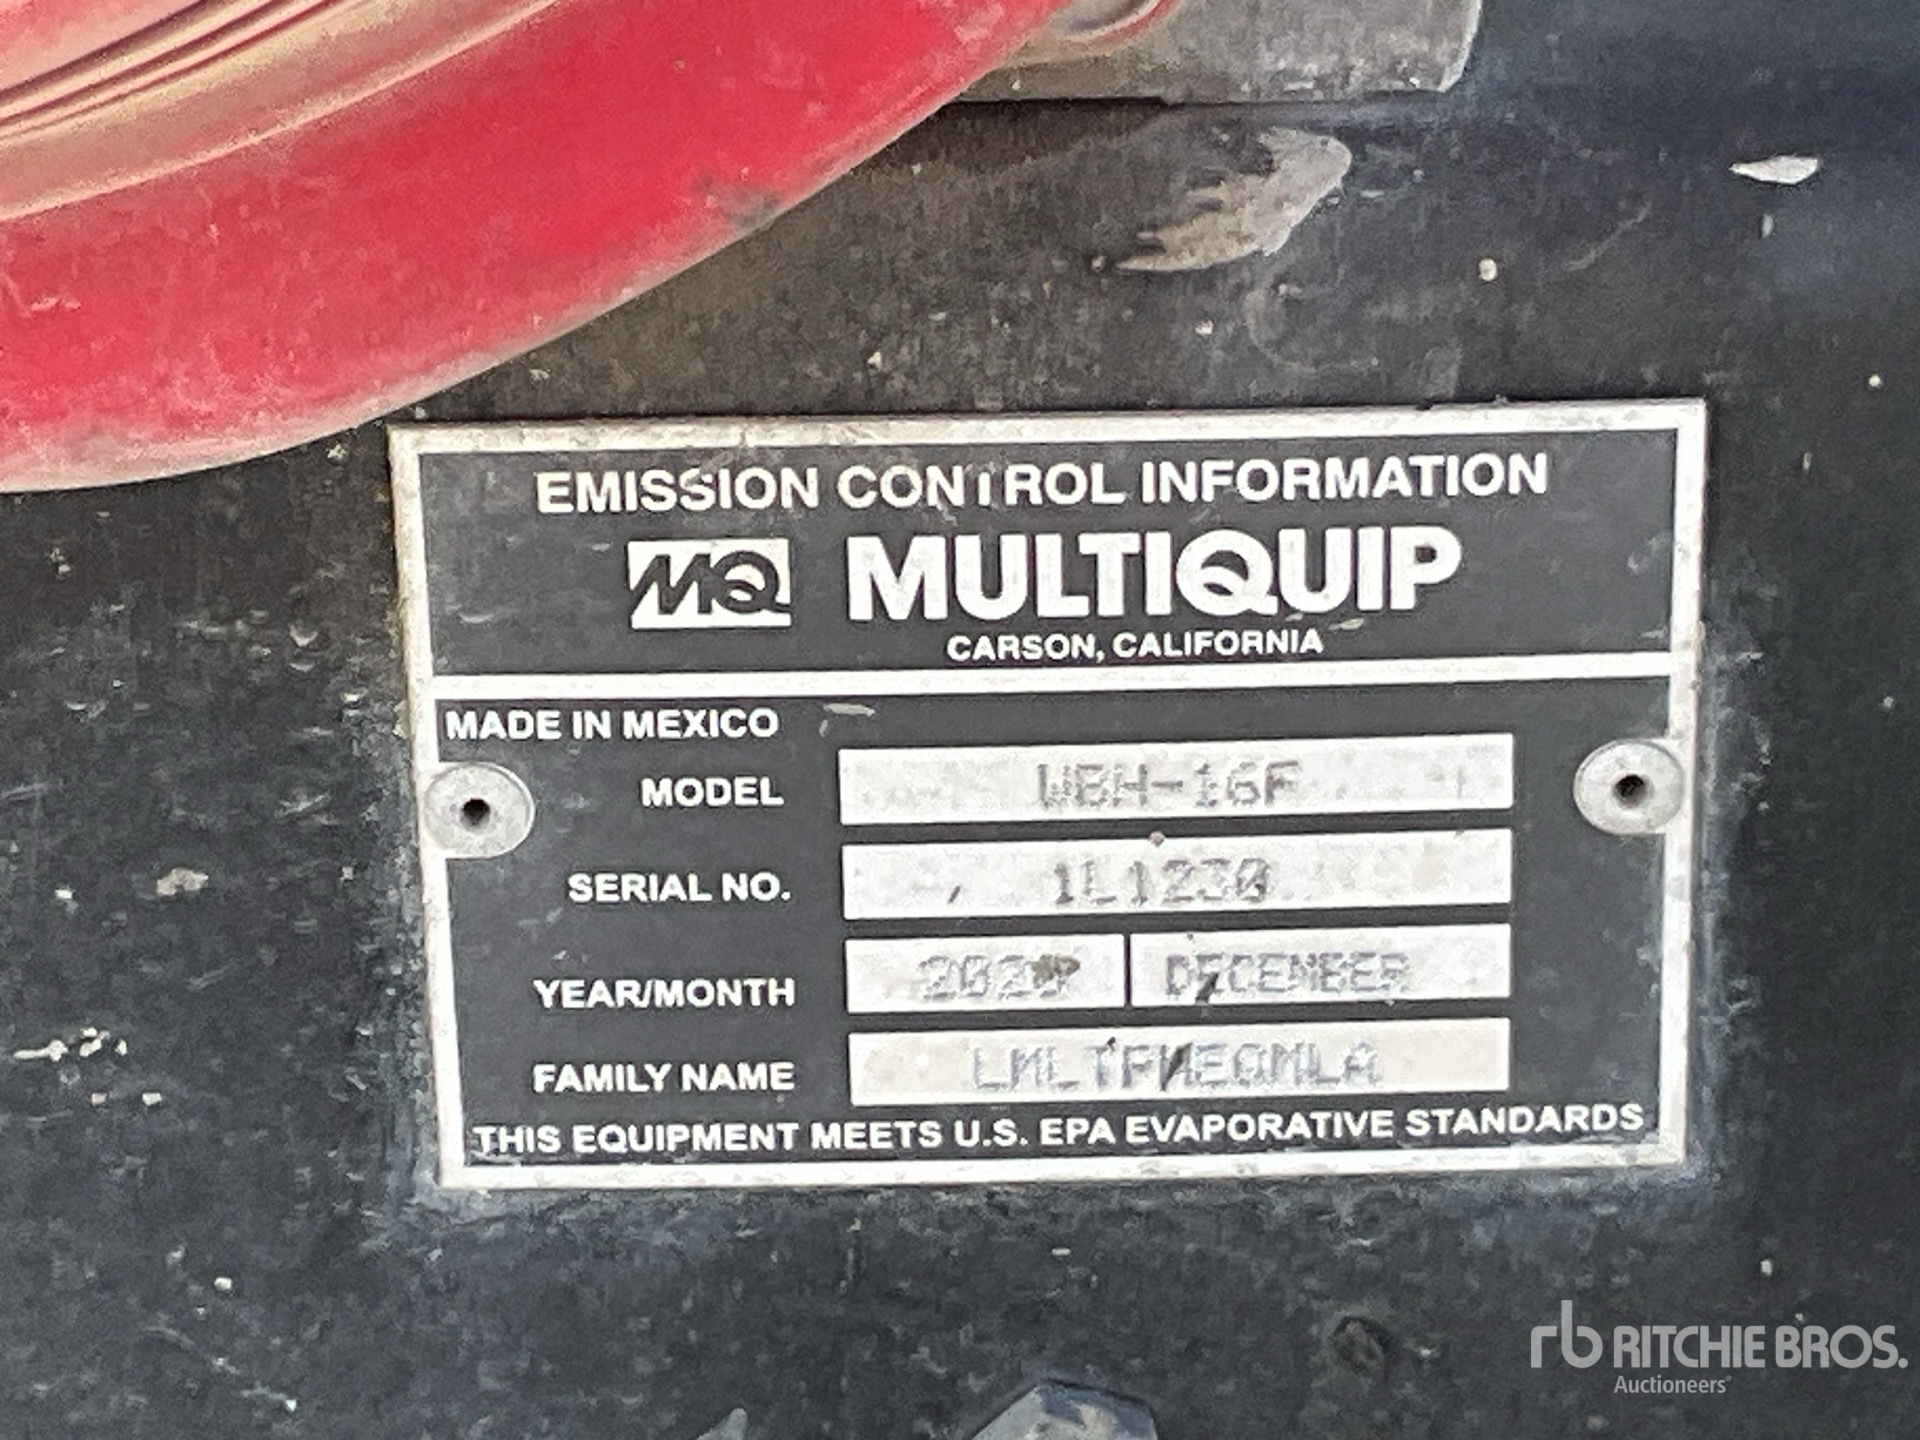 EMISSION CONTROL INFORMATION
MQ MULTIQUIP
CARSON, CALIFORNIA
MADE IN MEXICO
MODEL WBH-16F
SERIAL NO. 1L1230
YEAR/MONTH DECEMBER
FAMILY NAME
THIS EQUIPMENT MEETS U.S. EPA EVAPORATIVE STANDARDS
rb RITCHIE BROS.
Auctioneers